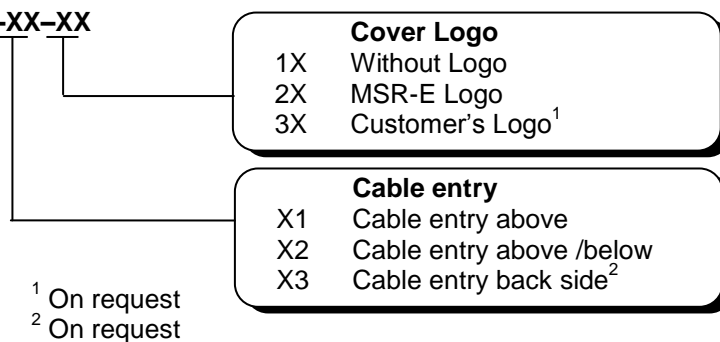 -XX–XX
Cover Logo
1X Without Logo
2X MSR-E Logo
3X Customer's Logo¹
Cable entry
X1 Cable entry above
X2 Cable entry above /below
X3 Cable entry back side²
¹ On request
² On request